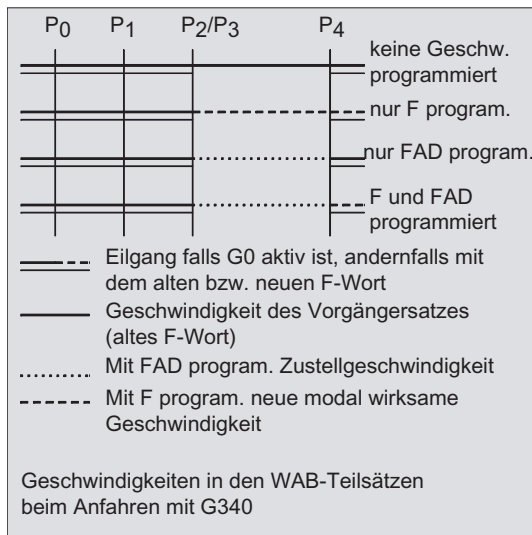 P0 P1 P2/P3 P4
keine Geschw.
programmiert
nur F program.
nur FAD program.
F und FAD
programmiert
Eilgang falls G0 aktiv ist, andernfalls mit
dem alten bzw. neuen F-Wort
Geschwindigkeit des Vorgängersatzes
(altes F-Wort)
Mit FAD program. Zustellgeschwindigkeit
Mit F program. neue modal wirksame
Geschwindigkeit
Geschwindigkeiten in den WAB-Teilsätzen
beim Anfahren mit G340